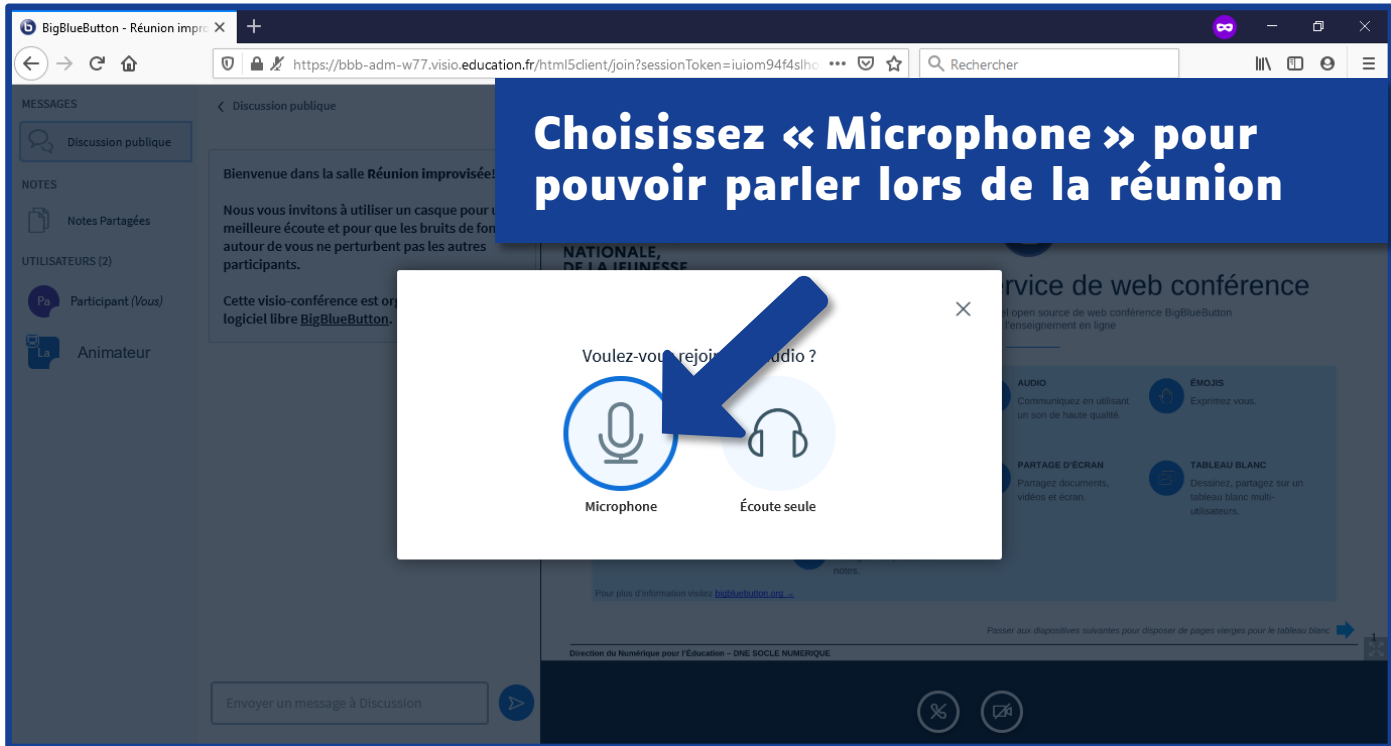 BigBlueButton - Réunion impro
https://bbb-adm-w77.visio.education.fr/html5client/join?sessionToken=iuiom94f4slho
Rechercher
MESSAGES
Discussion publique
NOTES
Notes Partagées
UTILISATEURS (2)
Pa
Participant (Vous)
La
Animateur
Discussion publique
Bienvenue dans la salle Réunion improvisée!
Nous vous invitons à utiliser un casque pour
meilleure écoute et pour que les bruits de
autour de vous ne perturbent pas les autres
participants.
Cette visio-conférence est
logiciel libre BigBlueButton.
Envoyer un message à Discussion
Choisissez « Microphone » pour
pouvoir parler lors de la réunion
NATIONALE,
DE LA JEUNESSE
de web conférence
open source de web conférence BigBlueButton
l'enseignement en ligne
Voulez-vous ?
Microphone
Écoute seule
AUDIO
Communiquez en utilisant
un son de haute qualité.
ÉMOJIS
Exprimez vous.
PARTAGE D'ÉCRAN
Partagez documents,
vidéos et écran.
TABLEAU BLANC
Dessinez, partagez sur un
tableau blanc multi-
utilisateurs.
notes.
Pour plus d'information visitez bigbluebutton.org →
Passer aux diapositives suivantes pour disposer de pages vierges pour le tableau blanc
1
Direction du Numérique pour l'Éducation – DNE SOCLE NUMERIQUE